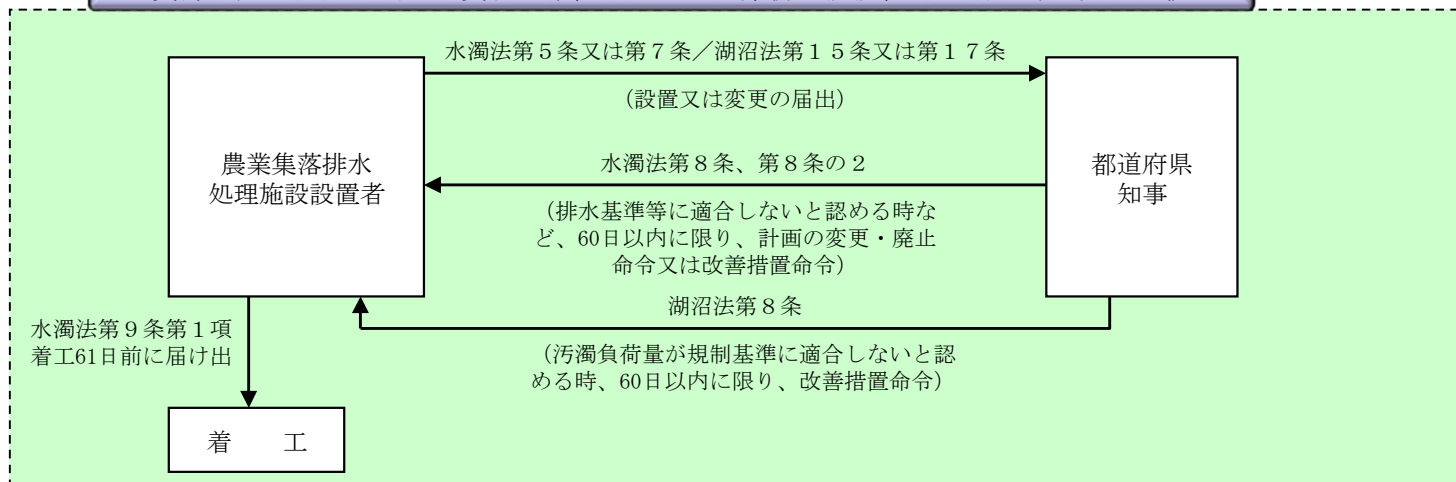 水濁法第５条又は第７条／湖沼法第１５条又は第１７条
（設置又は変更の届出）
農業集落排水
処理施設設置者
都道府県
知事
水濁法第８条、第８条の２
（排水基準等に適合しないと認める時な
ど、60日以内に限り、計画の変更・廃止
命令又は改善措置命令）
湖沼法第８条
水濁法第９条第１項
着工61日前に届け出
（汚濁負荷量が規制基準に適合しないと認
める時、60日以内に限り、改善措置命令）
着　　工